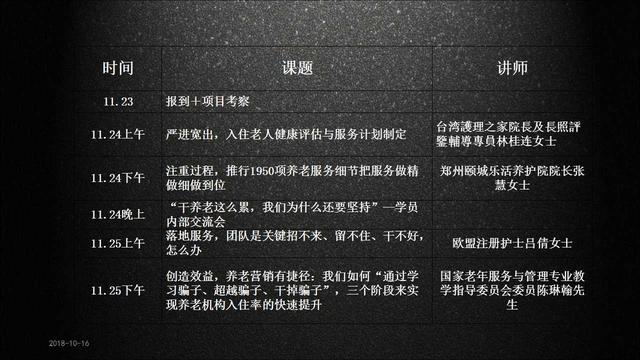 时间 课题 讲师
11.23 报到+项目考察
11.24上午 严进宽出，入住老人健康评估与服务计划制定 台湾護理之家院長及長照評
鑒輔導專員林桂连女士
11.24下午 注重过程，推行1950项养老服务细节把服务做精
做细做到位 郑州颐城乐活养护院院长张
慧女士
11.24晚上 “干养老这么累，我们为什么还要坚持”—学员
内部交流会
11.25上午 落地服务，团队是关键招不来、留不住、干不好，
怎么办 欧盟注册护士吕倩女士
11.25下午 创造效益，养老营销有捷径：我们如何“通过学
习骗子、超越骗子、干掉骗子”，三个阶段来实
现养老机构入住率的快速提升 国家老年服务与管理专业教
学指导委员会委员陈琳翰先
生
2018-10-16